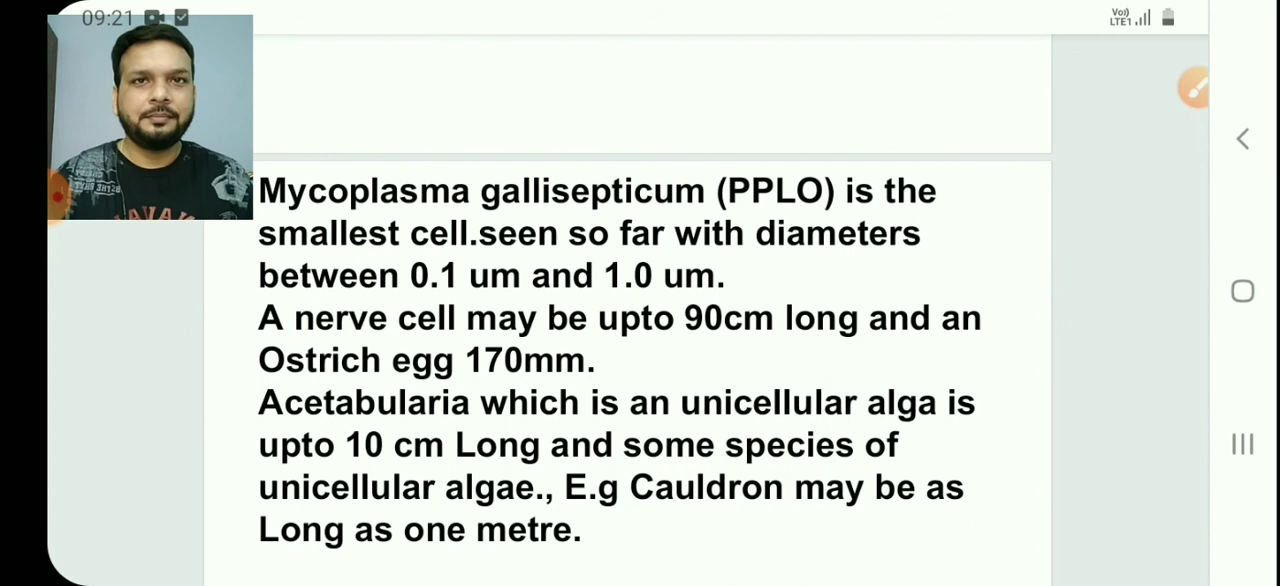 09:21
Vo)
LTE1
Mycoplasma gallisepticum (PPLO) is the
smallest cell.seen so far with diameters
between 0.1 um and 1.0 um.
A nerve cell may be upto 90cm long and an
Ostrich egg 170mm.
Acetabularia which is an unicellular alga is
upto 10 cm Long and some species of
unicellular algae., E.g Cauldron may be as
Long as one metre.